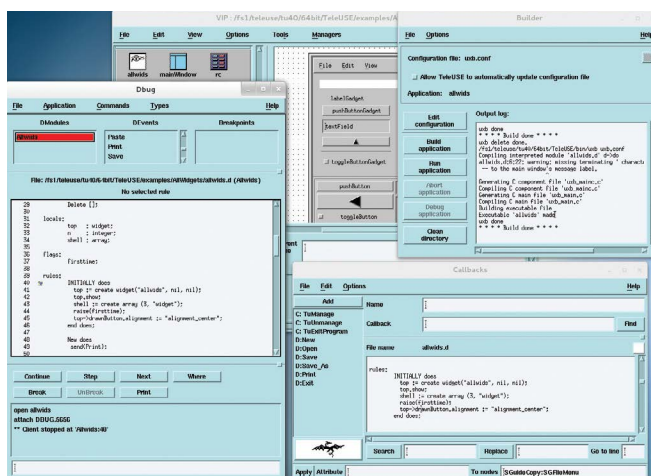 VIP: /fs1/teleuse/tu40/64bit/TeleUSE/examples/A
File Edit View Options Tools Managers
allwids mainWindow rc
File Edit View
labelGadget
pushButtonGadget
textField
toggleButtonGadget
pushButton
toggleButton
Builder
File Options Help
Configuration file: uxb.conf
Allow TeleUSE to automatically update configuration file
Application: allwids
Edit configuration
Build application
Run application
Abort application
Debug application
Clean directory
Output log:
uxb done
* * * * Build done * * * *
uxb delete done.
/fs1/teleuse/tu40/64bit/TeleUSE/bin/uxb uxb.conf
Compiling interpreted module 'allwids.d' d->do
allwids.d:6:22: warning: missing terminating ' charact
-- to the main window's message label.
Generating C component file 'uxb_mainc.c'
Compiling C component file 'uxb_mainc.c'
Generating C main file 'uxb_main.c'
Compiling C main file 'uxb_main.c'
Building executable file
Executable 'allwids' made
uxb done
* * * * Build done * * * *
Dbug
File Application Commands Types Help
DModules DEvents Breakpoints
Allwids
Paste
Print
Save
File: /fs1/teleuse/tu40/64bit/TeleUSE/examples/AllWidgets/allwids.d (Allwids)
No selected rule
29 Delete [];
30
31 locals:
32 top : widget;
33 n : integer;
34 shell : array;
35
36 flags:
37 firsttime;
38
39 rules:
40 INITIALLY does
41 top := create widget("allwids", nil, nil);
42 top.show;
43 shell := create array (3, "widget");
44 raise(firsttime);
45 top->drawnButton.alignment := "alignment_center";
46 end does;
47
48 New does
49 send(Print);
50
Continue Step Next Where
Break UnBreak Print
open allwids
attach DDUG.5656
** Client stopped at 'Allwids:40'
Callbacks
File Edit Options Help
Add
C: TuManage
C: TuUnmanage
C: TuExitProgram
D:New
D:Open
D:Save
D:Save_As
D:Print
D:Exit
Name
Callback Find
File name allwids.d
rules:
INITIALLY does
top := create widget("allwids", nil, nil);
top.show;
shell := create array (3, "widget");
raise(firsttime);
top->drawnButton.alignment := "alignment_center";
end does;
Search Replace Go to line
Apply Attribute To nodes SGuideCopy:SGFileMenu